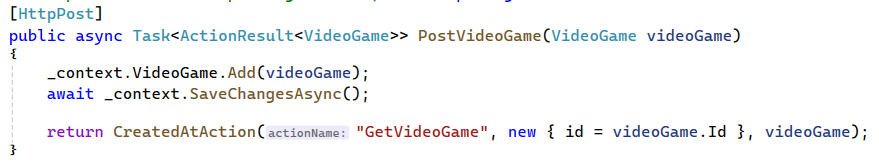 [HttpPost]
public async Task<ActionResult<VideoGame>> PostVideoGame(VideoGame videoGame)
{
    _context.VideoGame.Add(videoGame);
    await _context.SaveChangesAsync();

    return CreatedAtAction(actionName: "GetVideoGame", new { id = videoGame.Id }, videoGame);
}